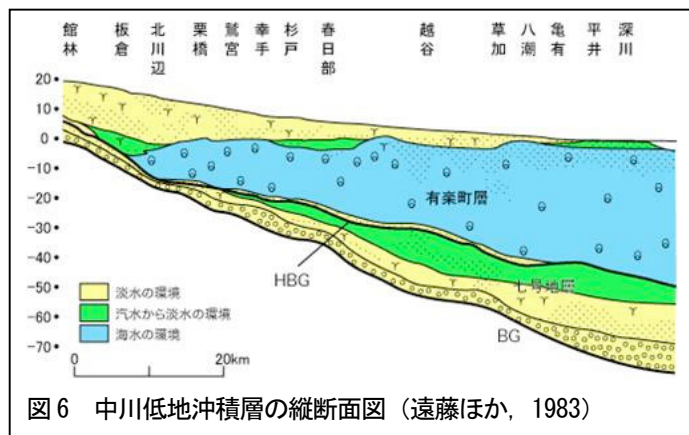 館林
板倉
北川辺
栗橋
鷲宮
幸手
杉戸
春日部
越谷
草加
八潮
亀有
平井
深川
20
10
0
−10
−20
−30
−40
−50
−60
−70
有楽町層
HBG
七号地層
BG
淡水の環境
汽水から淡水の環境
海水の環境
0 20km
図6 中川低地沖積層の縦断面図（遠藤ほか，1983）